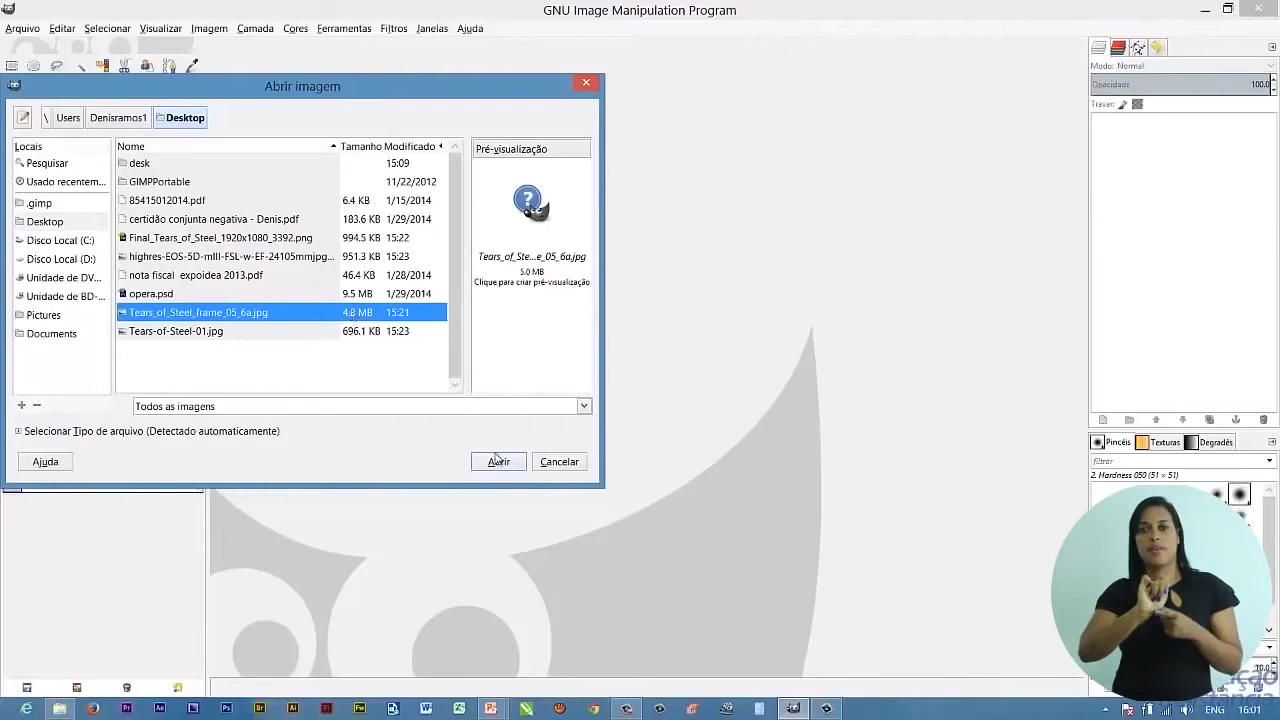 GNU Image Manipulation Program
Arquivo Editar Selecionar Visualizar Imagem Camada Cores Ferramentas Filtros Janelas Ajuda
Modo: Normal
Opacidade 100.0
Travar:
Abrir imagem
\ Users Denisramos1 Desktop
Locais
Pesquisar
Usado recentem...
.gimp
Desktop
Disco Local (C:)
Disco Local (D:)
Unidade de DV...
Unidade de BD-...
Pictures
Documents
Nome Tamanho Modificado
desk 15:09
GIMPPortable 11/22/2012
85415012014.pdf 6.4 KB 1/15/2014
certidão conjunta negativa - Denis.pdf 183.6 KB 1/29/2014
Final_Tears_of_Steel_1920x1080_3392.png 994.5 KB 15:22
highres-EOS-5D-mIII-FSL-w-EF-24105mmjpg... 951.3 KB 15:23
nota fiscal expoidea 2013.pdf 46.4 KB 1/28/2014
opera.psd 9.5 MB 1/29/2014
Tears_of_Steel_frame_05_6a.jpg 4.8 MB 15:21
Tears-of-Steel-01.jpg 696.1 KB 15:23
Pré-visualização
?
Tears_of_Ste...e_05_6a.jpg
5.0 MB
Clique para criar pré-visualização
Todos as imagens
Selecionar Tipo de arquivo (Detectado automaticamente)
Ajuda Abrir Cancelar
Pincéis Texturas Degradês
filtrar
2. Hardness 050 (51 × 51)
ENG 16:01